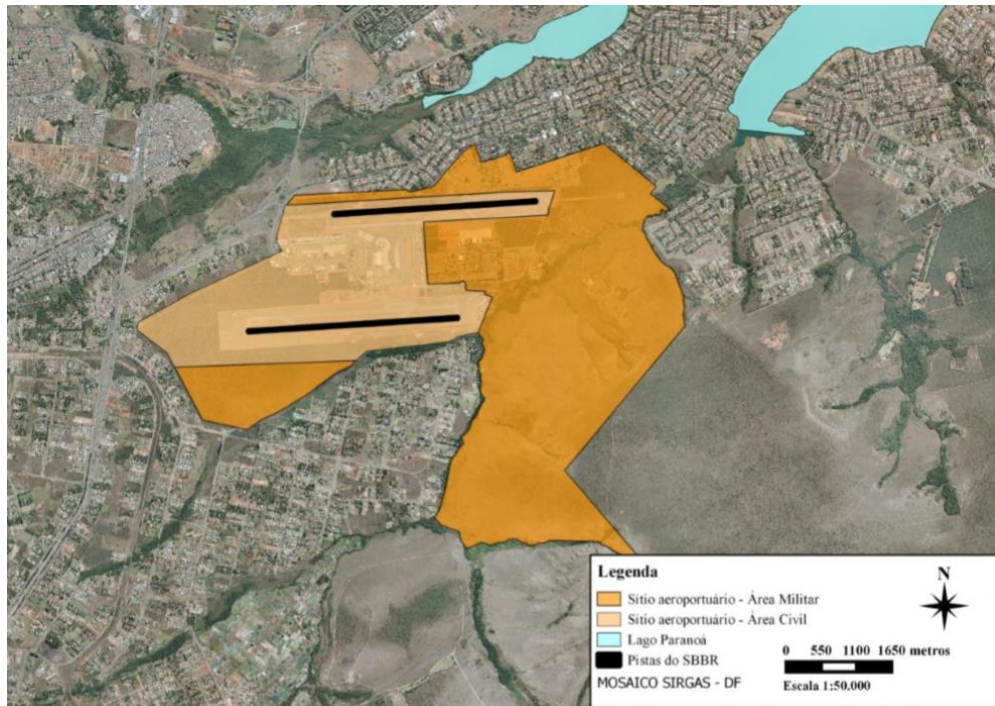 Legenda
N
Sítio aeroportuário - Área Militar
Sítio aeroportuário - Área Civil
Lago Paranoá
Pistas do SBBR
MOSAICO SIRGAS - DF
0 550 1100 1650 metros
Escala 1:50.000